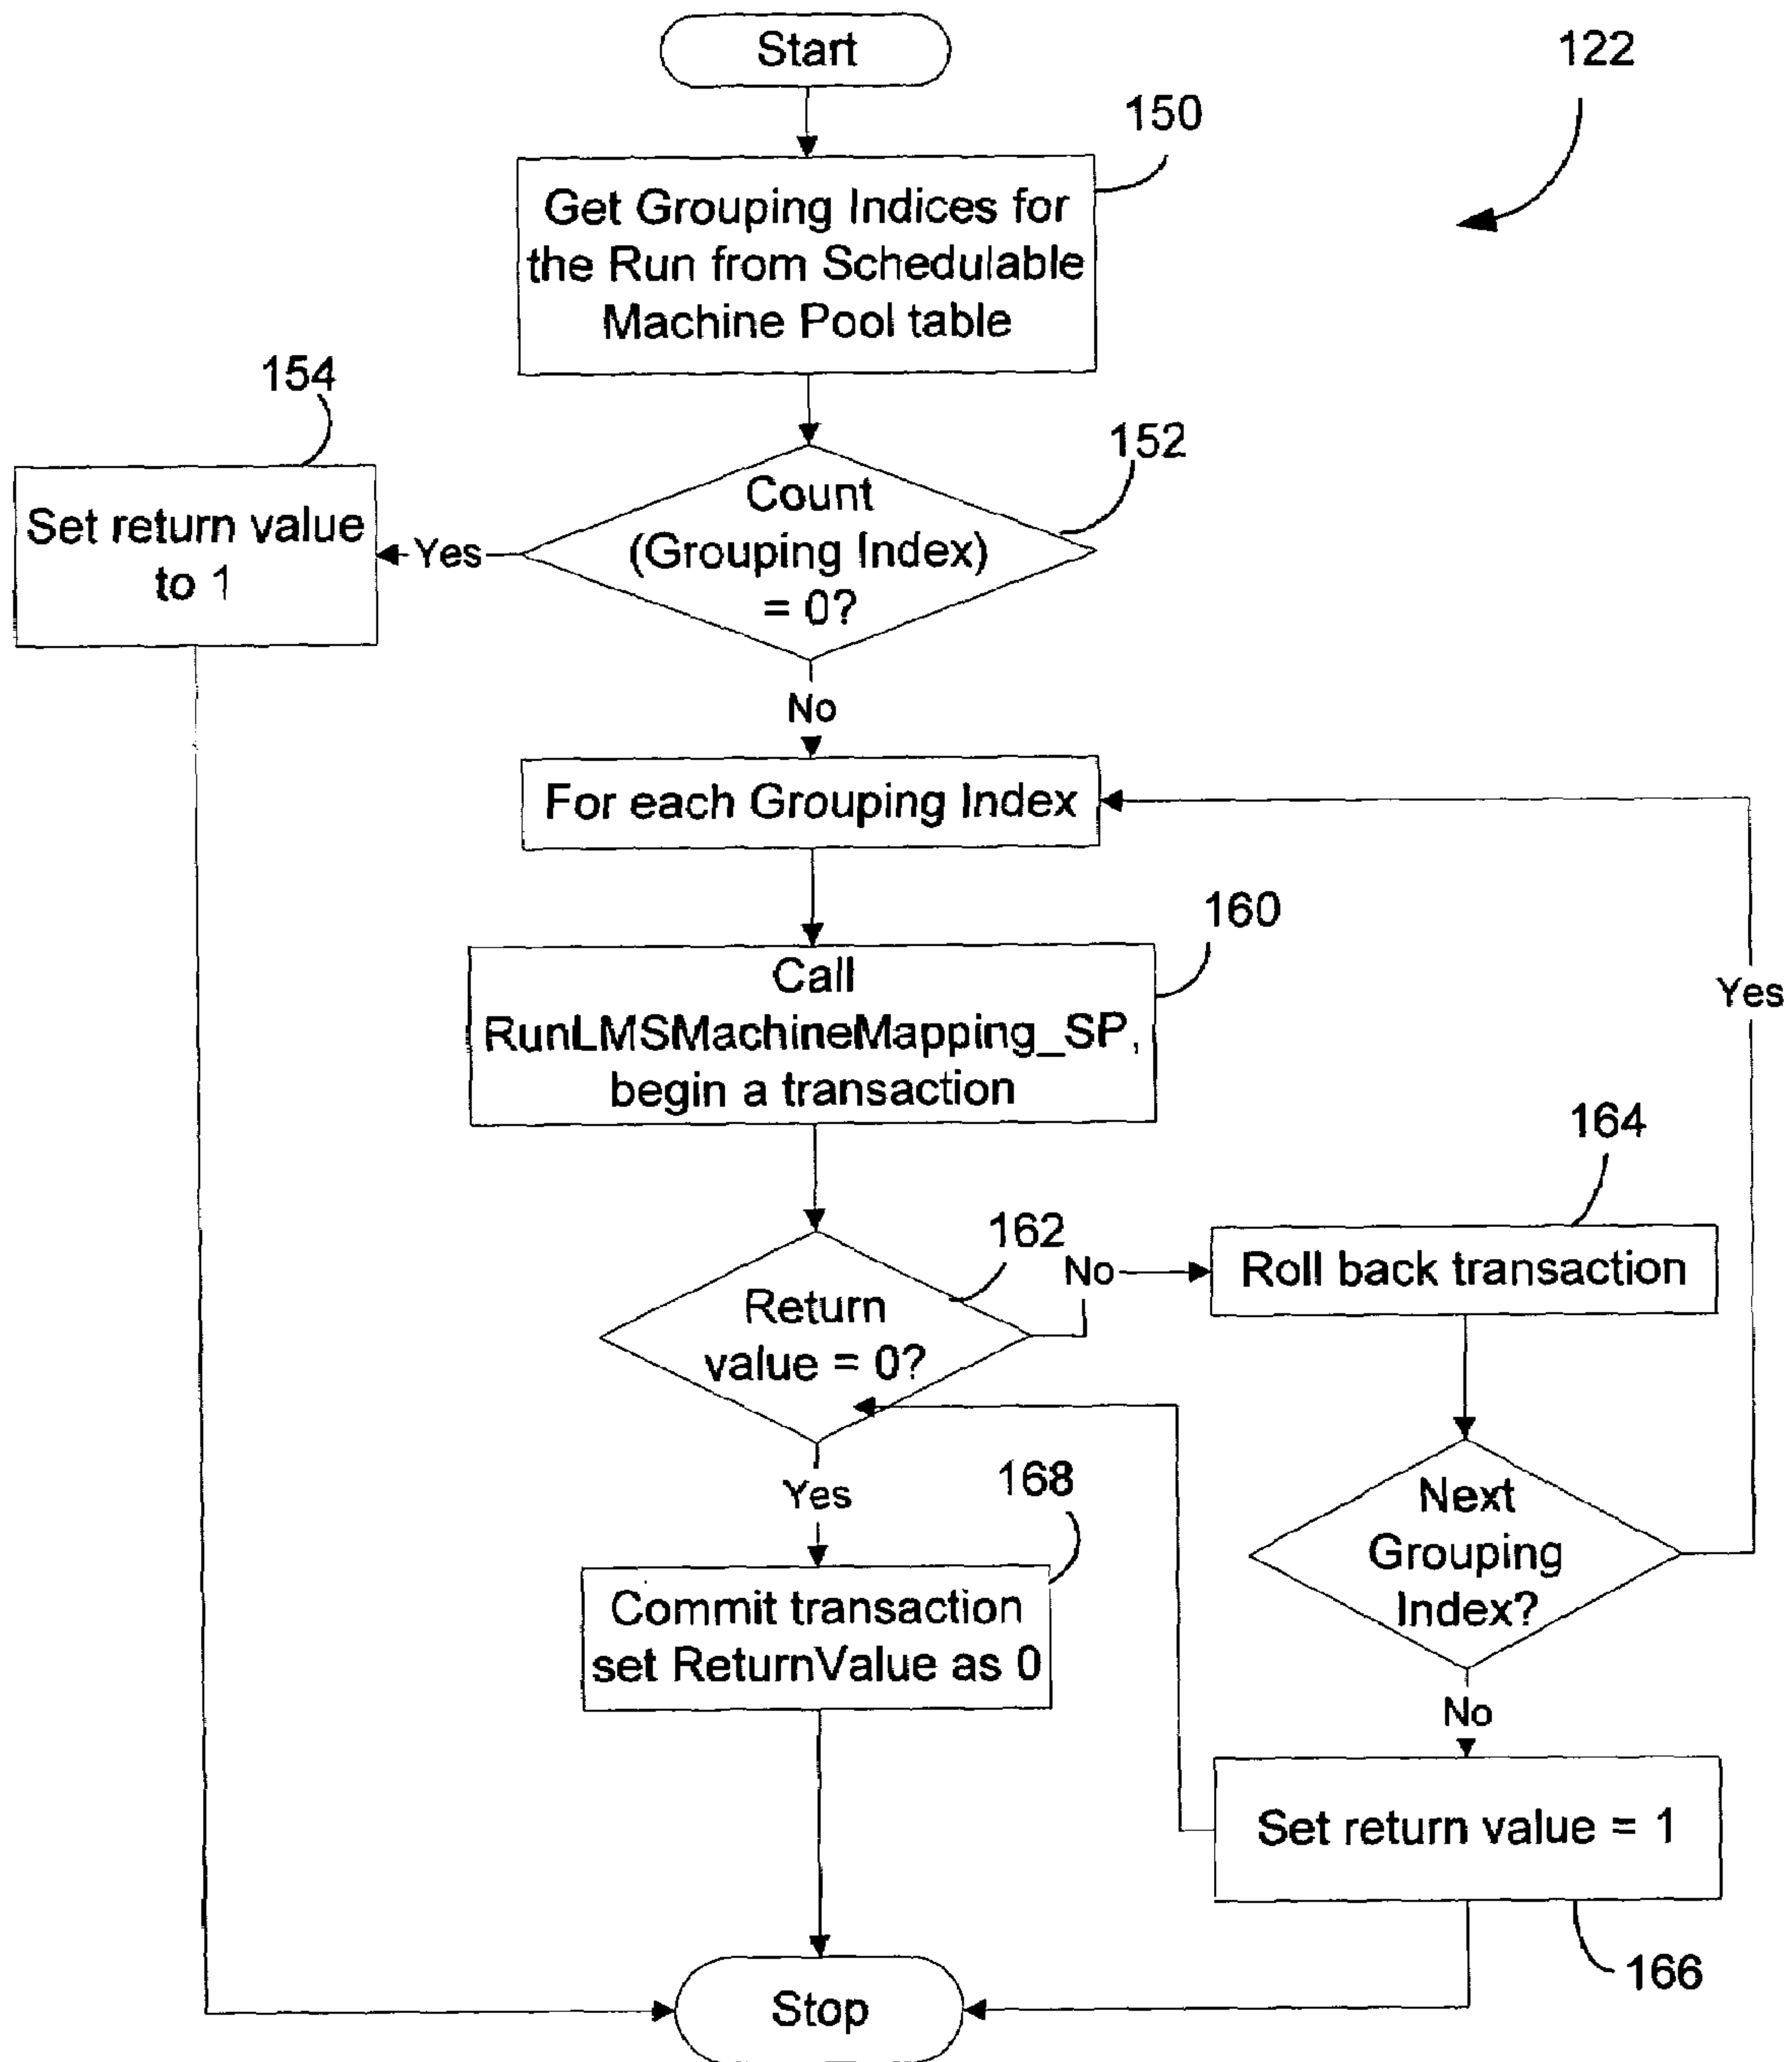 Start
122
150
Get Grouping Indices for
the Run from Schedulable
Machine Pool table
154
152
Set return value
to 1
Yes
Count
(Grouping Index)
= 0?
No
For each Grouping Index
160
Call
RunLMSMachineMapping_SP,
begin a transaction
Yes
164
162
No
Roll back transaction
Return
value = 0?
Yes
168
Next
Grouping
Index?
Commit transaction
set ReturnValue as 0
No
Set return value = 1
166
Stop